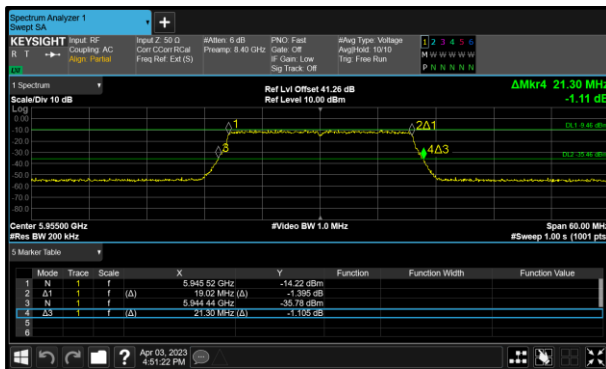 Spectrum Analyzer 1
Swept SA
KEYSIGHT Input: RF Input Z: 50 Ω #Atten: 6 dB PNO: Fast #Avg Type: Voltage 1 2 3 4 5 6
R T Coupling: AC Corr CCorr RCal Preamp: 8.40 GHz Gate: Off Avg|Hold: 10/10 M W W W W W
Align: Partial Freq Ref: Ext (S) IF Gain: Low Trig: Free Run P N N N N N
Sig Track: Off
1 Spectrum Ref Lvl Offset 41.26 dB ΔMkr4 21.30 MHz
Scale/Div 10 dB Ref Level 10.00 dBm -1.11 dB
Log
0.00
-10.0
-20.0
-30.0
-40.0
-50.0
-60.0
-70.0
-80.0
1
2Δ1
3
4Δ3
DL1 -9.46 dBm
DL2 -35.46 dBm
Center 5.95500 GHz #Video BW 1.0 MHz Span 60.00 MHz
#Res BW 200 kHz #Sweep 1.00 s (1001 pts)
5 Marker Table
Mode Trace Scale X Y Function Function Width Function Value
1 N 1 f 5.945 52 GHz -14.22 dBm
2 Δ1 1 f (Δ) 19.02 MHz (Δ) -1.395 dB
3 N 1 f 5.944 44 GHz -35.78 dBm
4 Δ3 1 f (Δ) 21.30 MHz (Δ) -1.105 dB
5
6
? Apr 03, 2023
4:51:22 PM